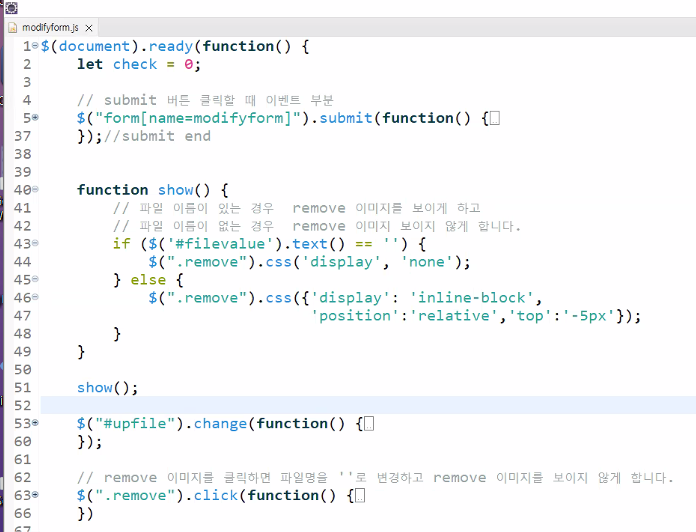 modifyform.js
1 $(document).ready(function() {
2 let check = 0;
3
4 // submit 버튼 클릭할 때 이벤트 부분
5 $("form[name=modifyform]").submit(function() {
37 });//submit end
38
39
40 function show() {
41 // 파일 이름이 있는 경우 remove 이미지를 보이게 하고
42 // 파일 이름이 없는 경우 remove 이미지 보이지 않게 합니다.
43 if ($('#filevalue').text() == '') {
44 $(".remove").css('display', 'none');
45 } else {
46 $(".remove").css({'display': 'inline-block',
47 'position':'relative','top':'-5px'});
48 }
49 }
50
51 show();
52
53 $("#upfile").change(function() {
60 });
61
62 // remove 이미지를 클릭하면 파일명을 ''로 변경하고 remove 이미지를 보이지 않게 합니다.
63 $(".remove").click(function() {
66 })
67